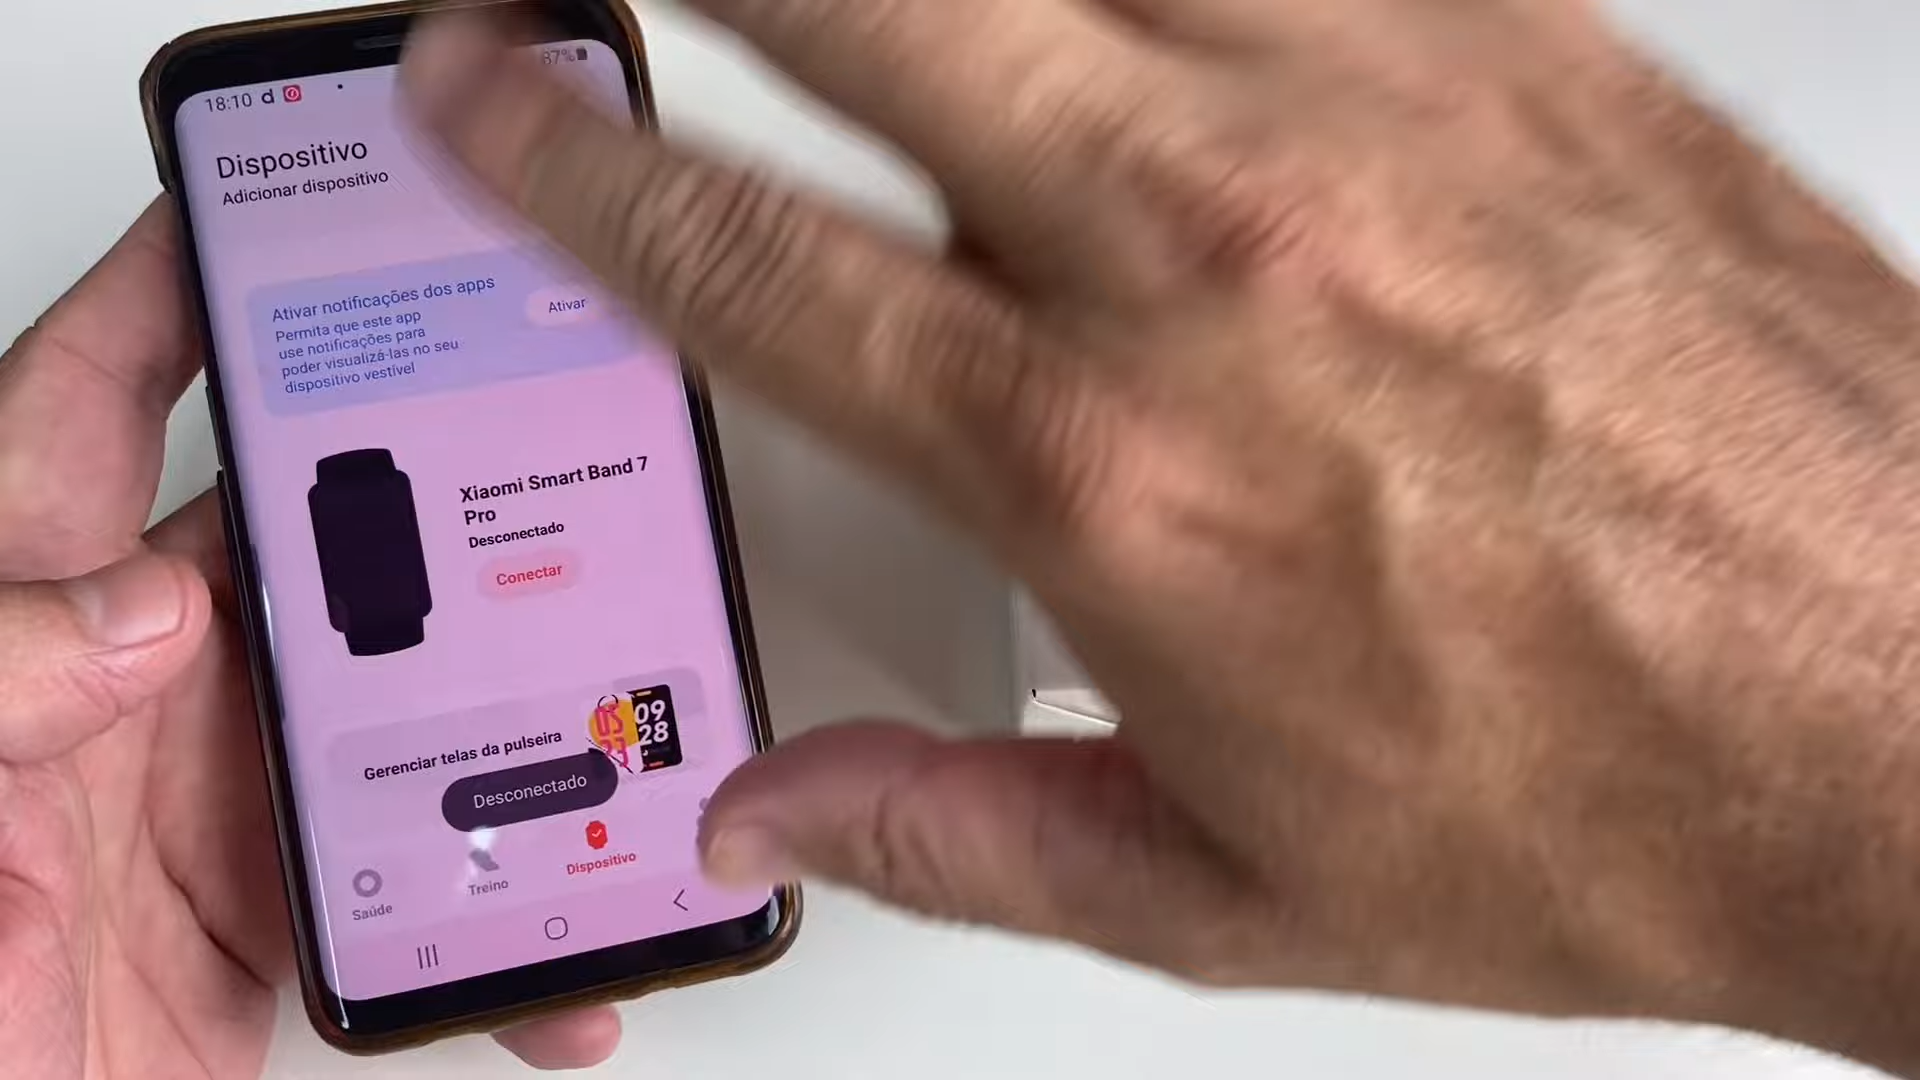 87%
18:10 d
Dispositivo
Adicionar dispositivo
Ativar notificações dos apps
Permita que este app
use notificações para
poder visualizá-las no seu
dispositivo vestível
Ativar
Xiaomi Smart Band 7
Pro
Desconectado
Conectar
Gerenciar telas da pulseira
09
28
Desconectado
Saúde
Treino
Dispositivo